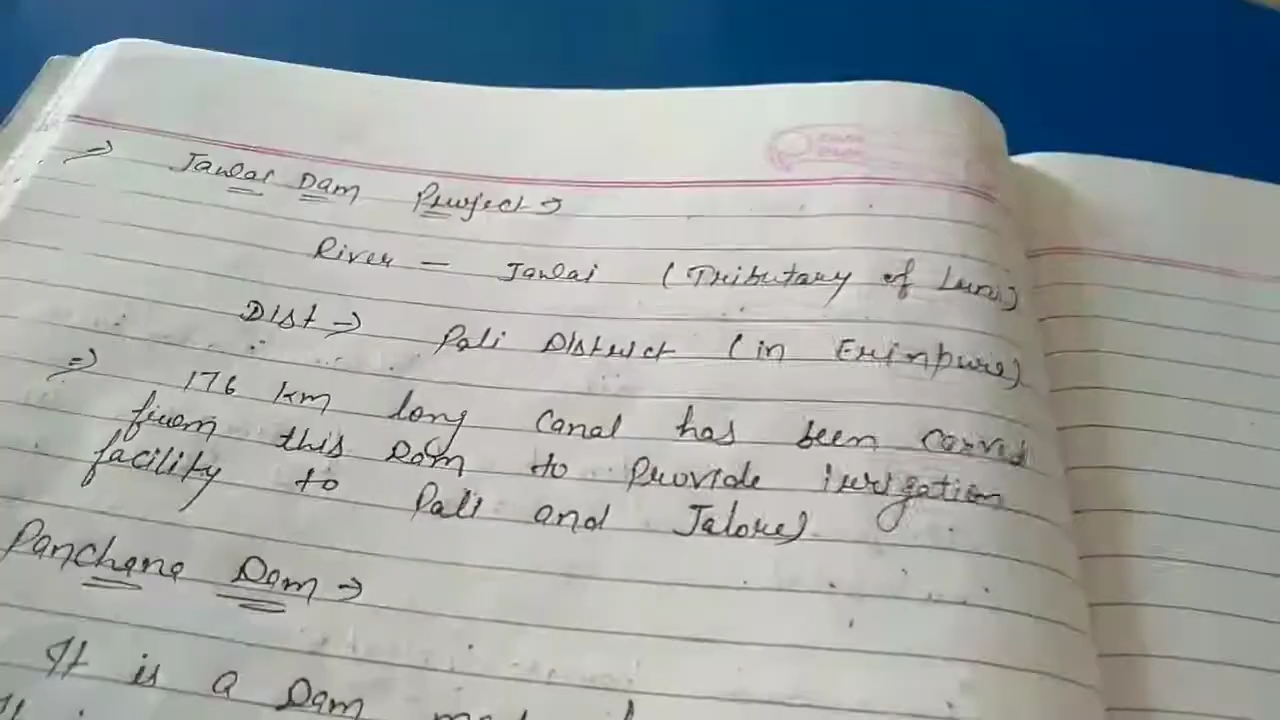 ⇒ Jawai Dam Project →
River – Jawai (Tributary of Luni)
Dist → Pali District (in Erinpura)
⇒ 176 km long canal has been carved
from this Dam to Provide irrigation
facility to Pali and Jalore)
Panchana Dam →
It is a Dam